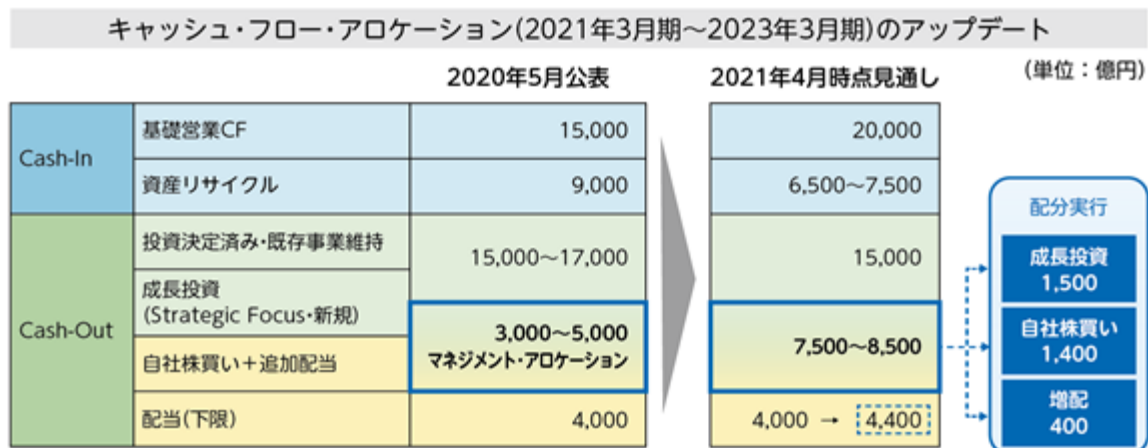 キャッシュ・フロー・アロケーション(2021年3月期～2023年3月期)のアップデート
2020年5月公表
2021年4月時点見通し
(単位：億円)
Cash-In
基礎営業CF
15,000
20,000
資産リサイクル
9,000
6,500～7,500
Cash-Out
投資決定済み・既存事業維持
15,000～17,000
15,000
成長投資
(Strategic Focus・新規)
3,000～5,000
マネジメント・アロケーション
7,500～8,500
自社株買い＋追加配当
配当(下限)
4,000
4,000 → 4,400
配分実行
成長投資
1,500
自社株買い
1,400
増配
400